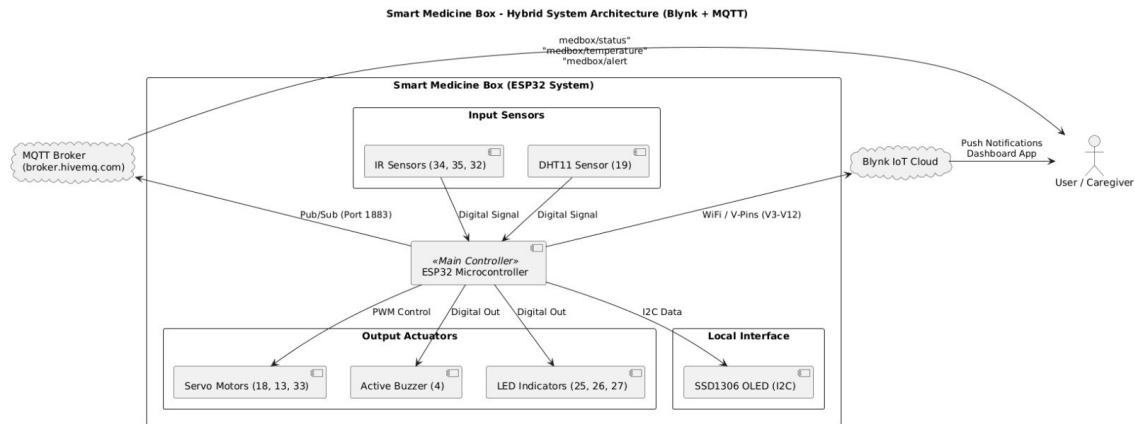 Smart Medicine Box - Hybrid System Architecture (Blynk + MQTT)
medbox/status"
"medbox/temperature"
"medbox/alert
Smart Medicine Box (ESP32 System)
Input Sensors
MQTT Broker
(broker.hivemq.com)
IR Sensors (34, 35, 32)
DHT11 Sensor (19)
Blynk IoT Cloud
Push Notifications
Dashboard App
User / Caregiver
Pub/Sub (Port 1883)
Digital Signal
Digital Signal
WiFi / V-Pins (V3-V12)
«Main Controller»
ESP32 Microcontroller
PWM Control
Digital Out
Digital Out
I2C Data
Output Actuators
Local Interface
Servo Motors (18, 13, 33)
Active Buzzer (4)
LED Indicators (25, 26, 27)
SSD1306 OLED (I2C)